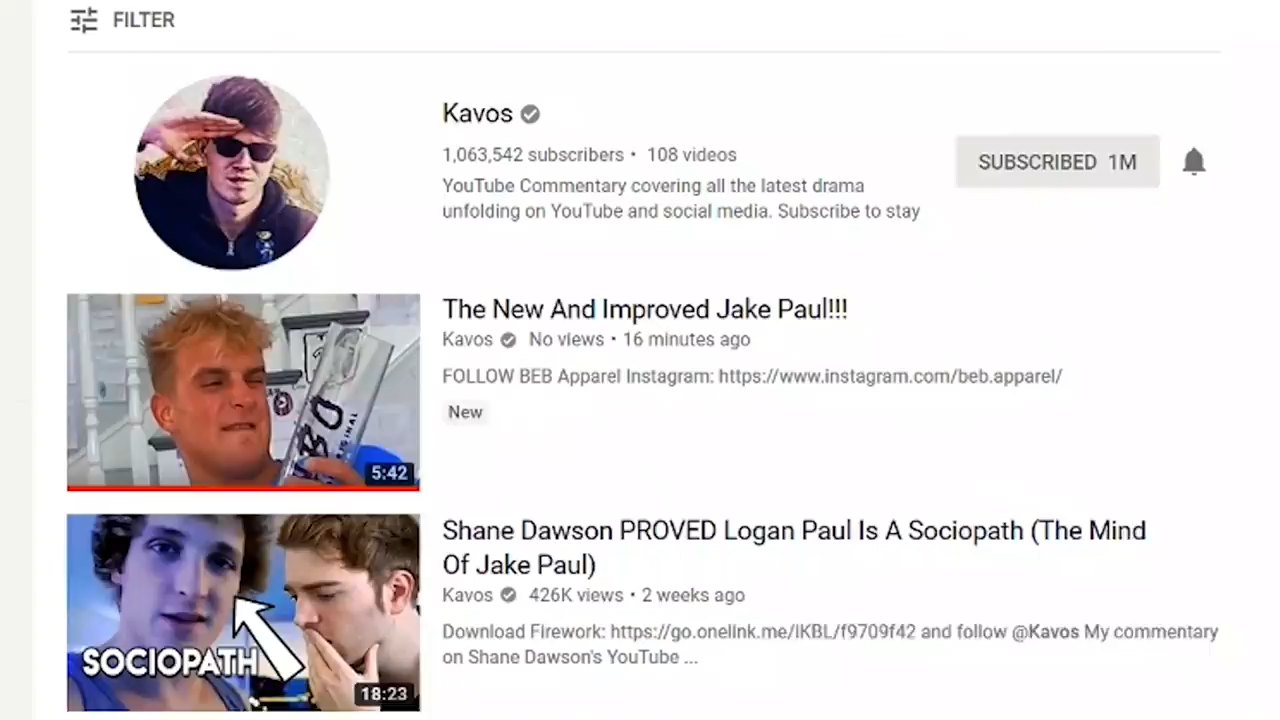 FILTER
Kavos
1,063,542 subscribers • 108 videos
SUBSCRIBED 1M
YouTube Commentary covering all the latest drama
unfolding on YouTube and social media. Subscribe to stay
The New And Improved Jake Paul!!!
Kavos No views • 16 minutes ago
FOLLOW BEB Apparel Instagram: https://www.instagram.com/beb.apparel/
New
5:42
Shane Dawson PROVED Logan Paul Is A Sociopath (The Mind
Of Jake Paul)
Kavos 426K views • 2 weeks ago
Download Firework: https://go.onelink.me/iKBL/f9709f42 and follow @Kavos My commentary
on Shane Dawson's YouTube ...
SOCIOPATH
18:23